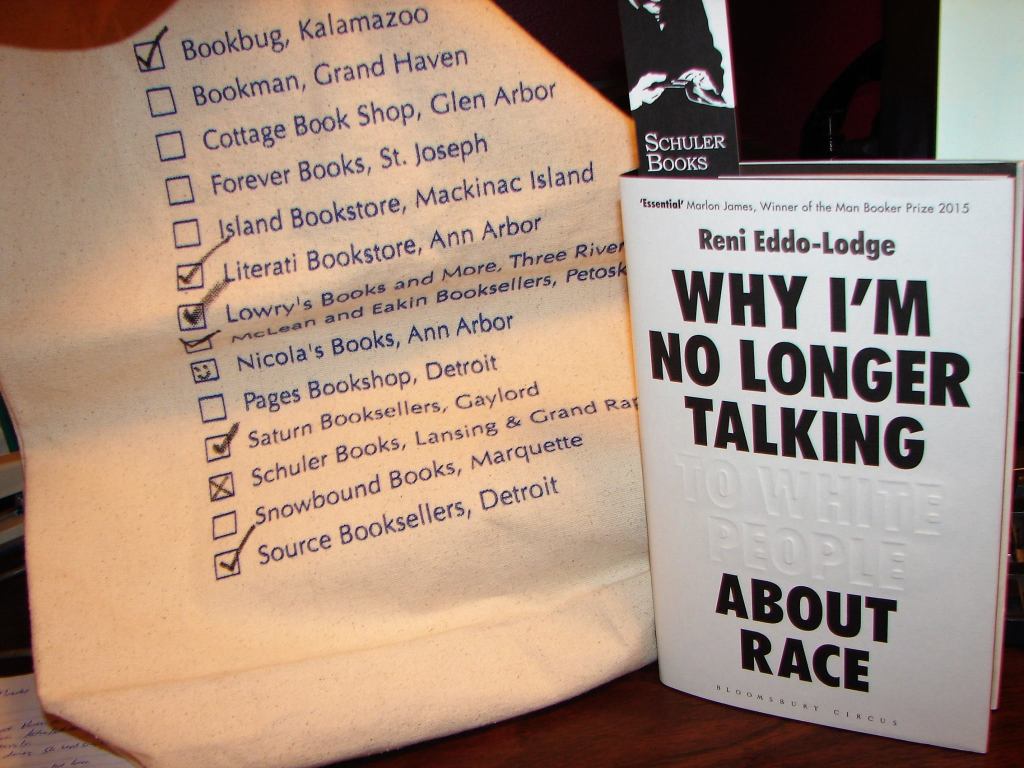 Bookbug, Kalamazoo
Bookman, Grand Haven
Cottage Book Shop, Glen Arbor
Forever Books, St. Joseph
Island Bookstore, Mackinac Island
Literati Bookstore, Ann Arbor
Lowry's Books and More, Three River
McLean and Eakin Booksellers, Petosk
Nicola's Books, Ann Arbor
Pages Bookshop, Detroit
Saturn Booksellers, Gaylord
Schuler Books, Lansing & Grand Rap
Snowbound Books, Marquette
Source Booksellers, Detroit
SCHULER
BOOKS
'Essential' Marlon James, Winner of the Man Booker Prize 2015
Reni Eddo-Lodge
WHY I'M
NO LONGER
TALKING
TO WHITE
PEOPLE
ABOUT
RACE
BLOOMSBURY CIRCUS